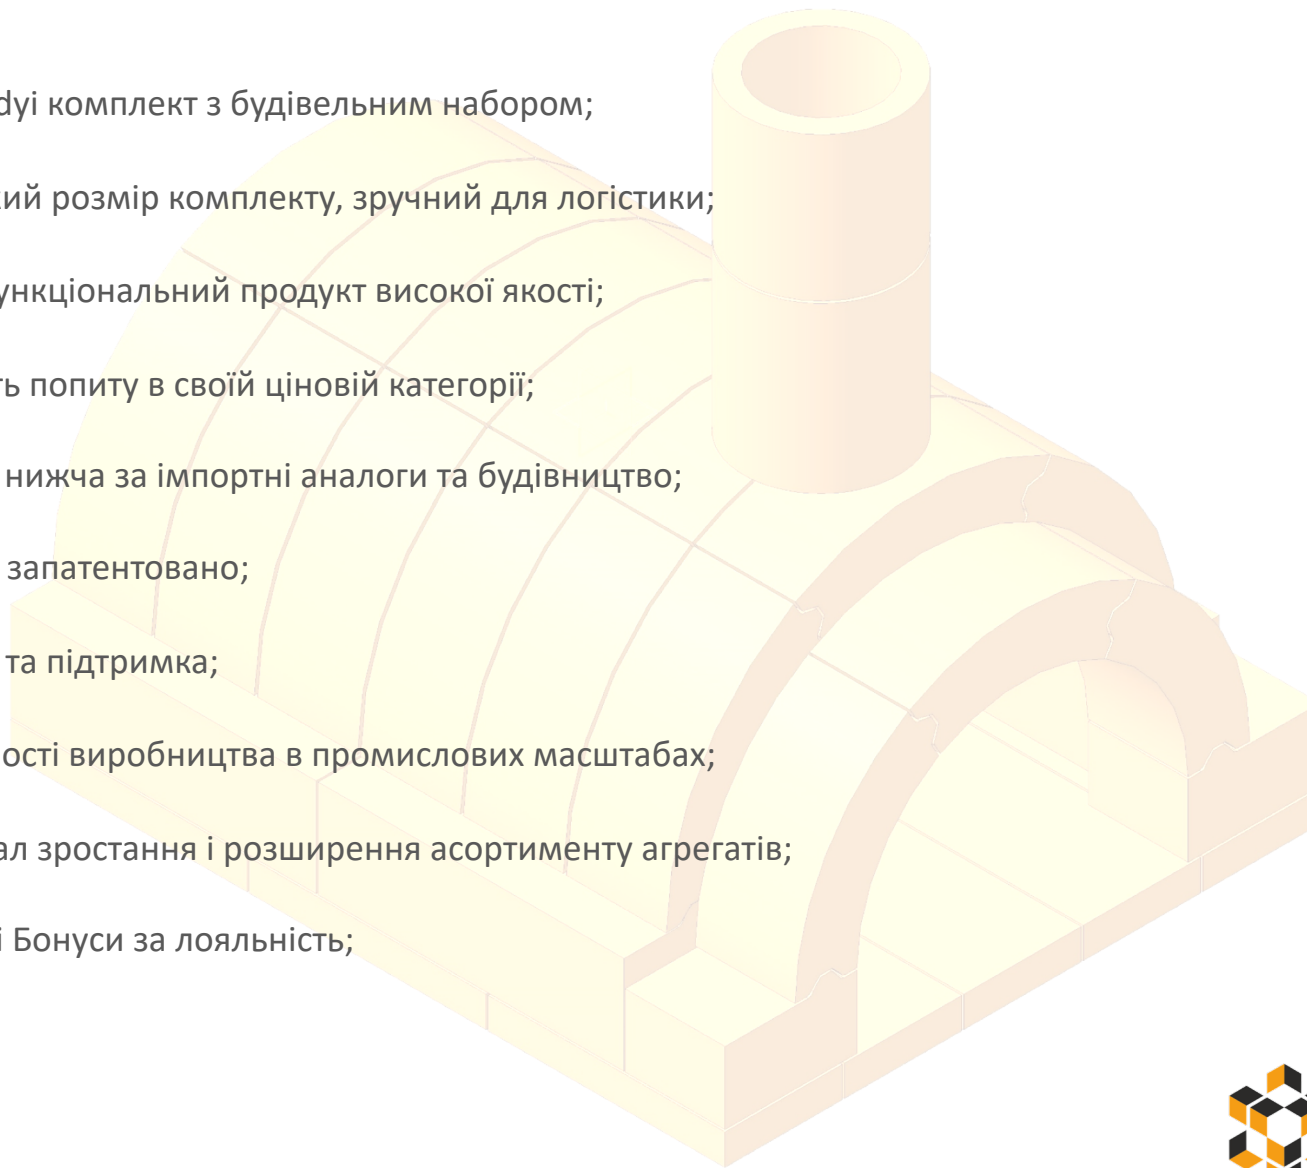 dyi комплект з будівельним набором;
кий розмір комплекту, зручний для логістики;
ункціональний продукт високої якості;
ть попиту в своїй ціновій категорії;
нижча за імпортні аналоги та будівництво;
запатентовано;
та підтримка;
ості виробництва в промислових масштабах;
ал зростання і розширення асортименту агрегатів;
і Бонуси за лояльність;